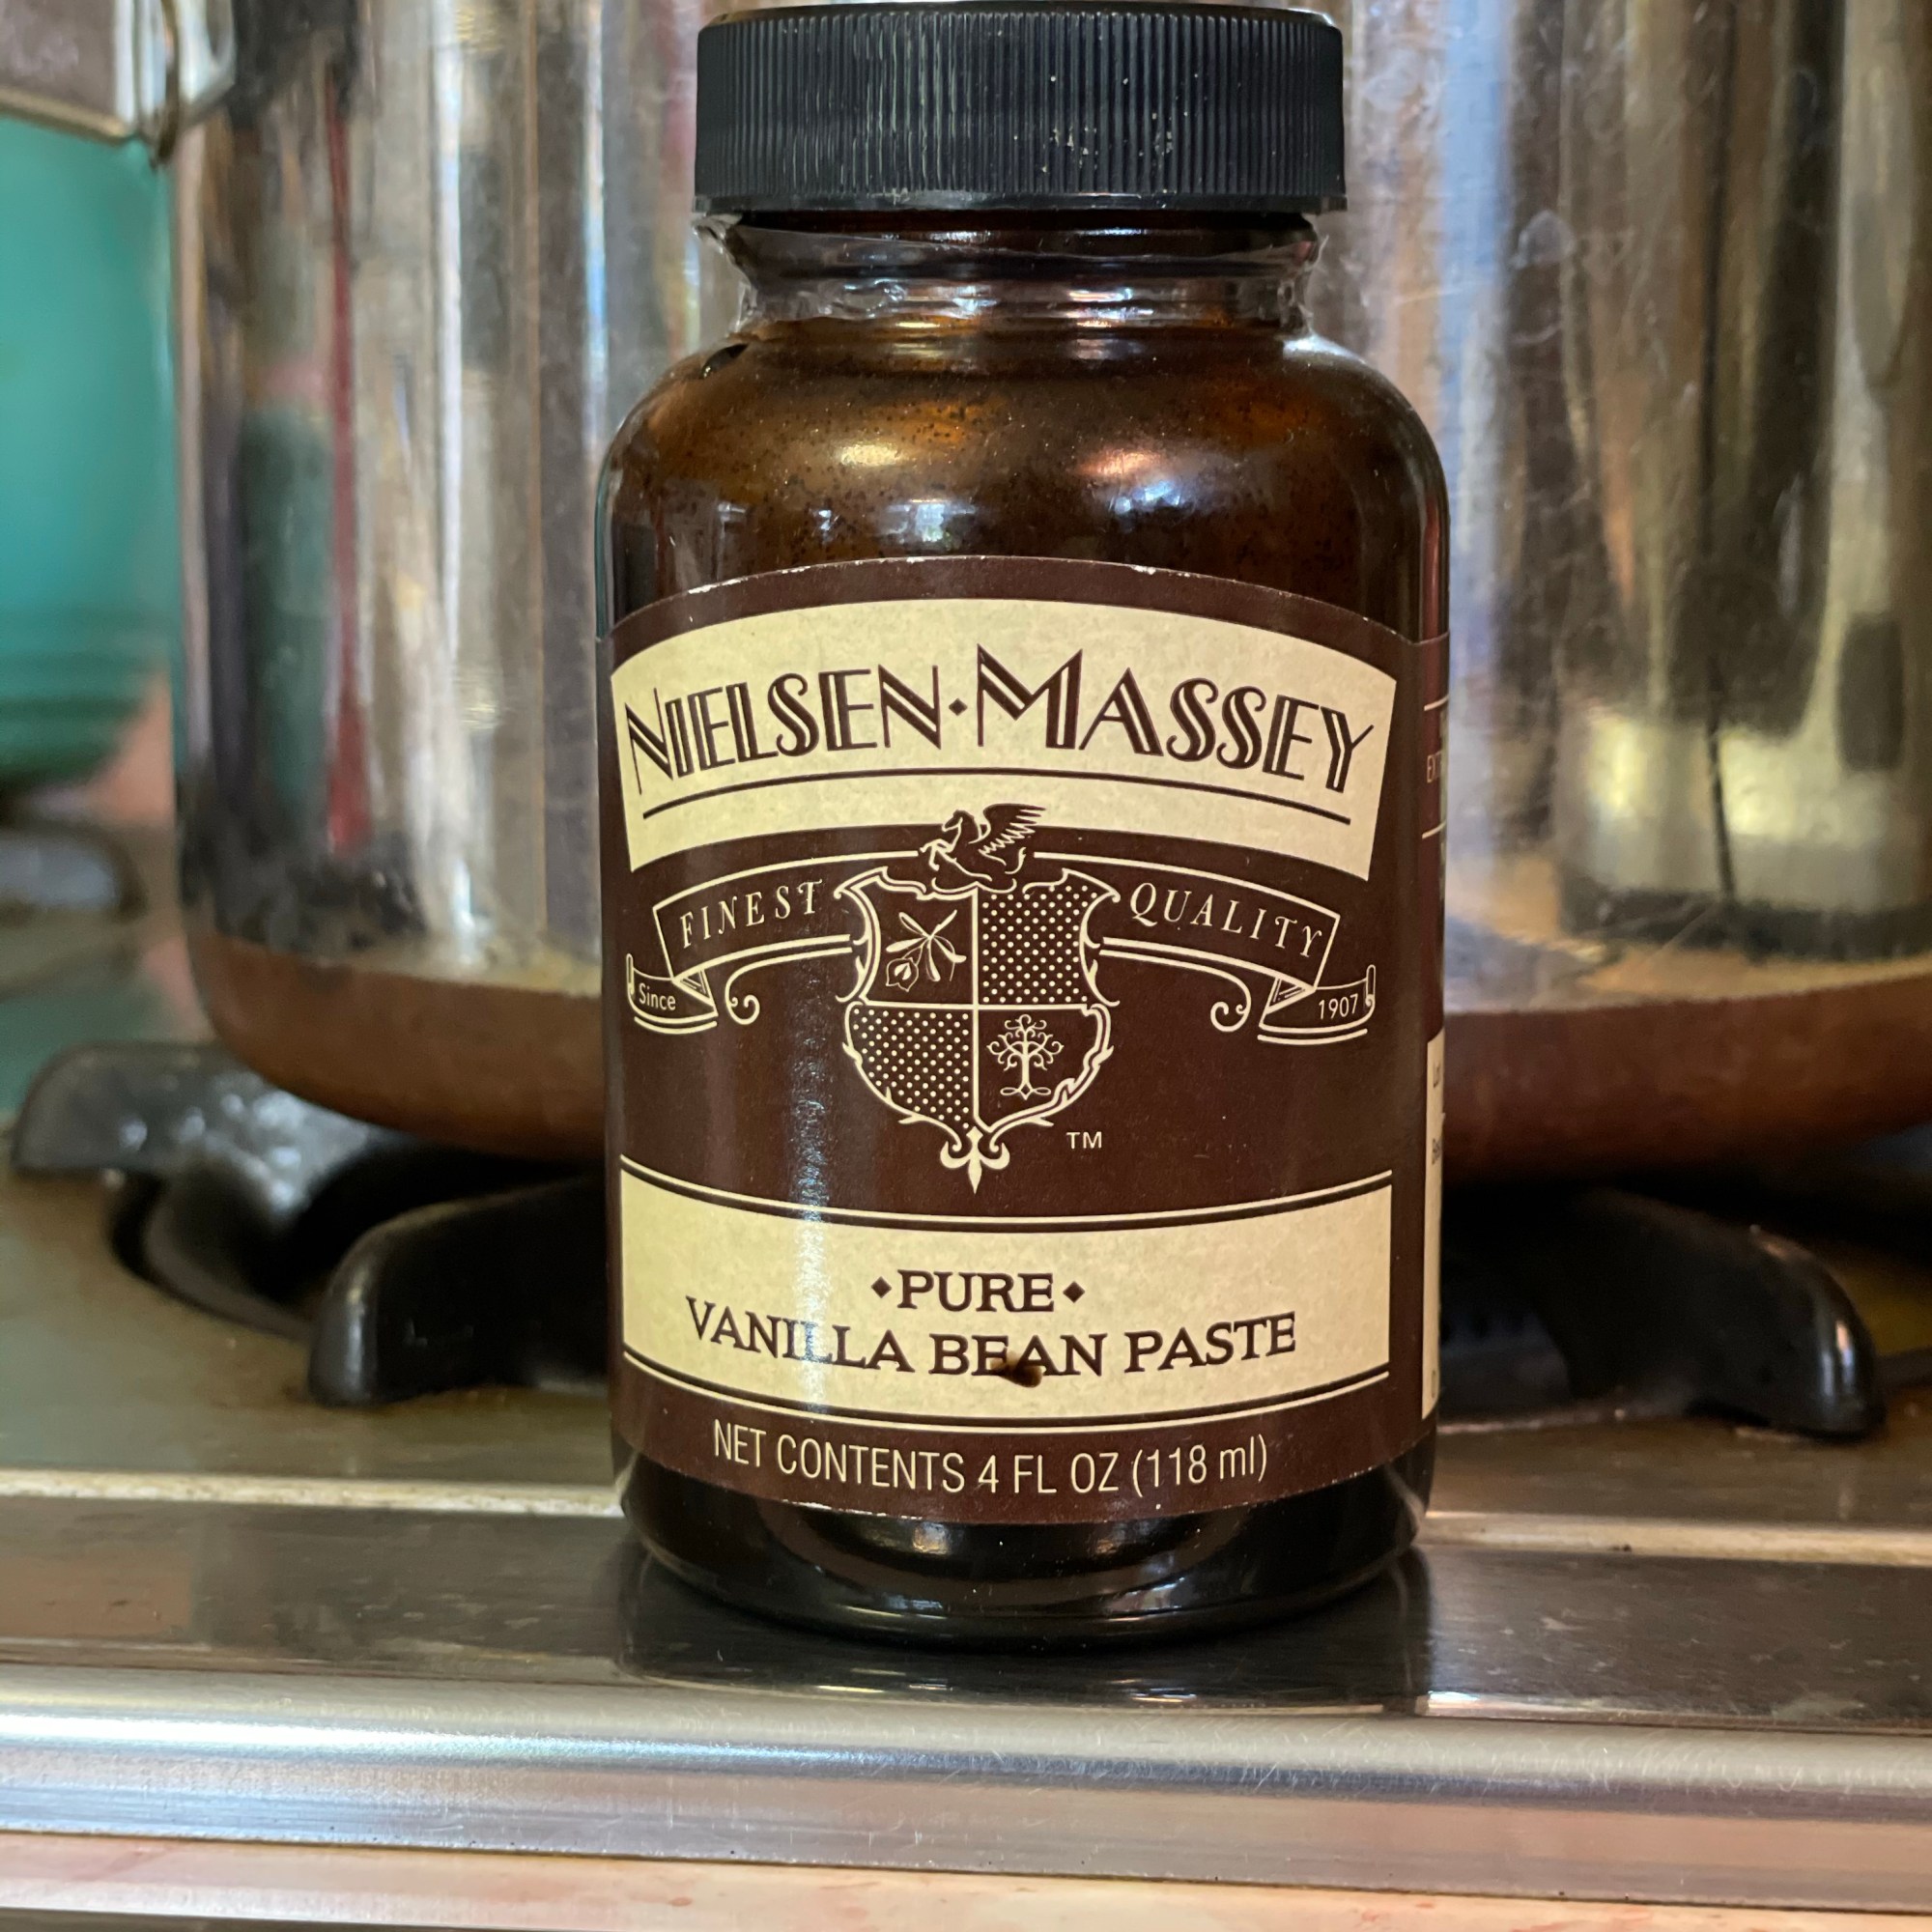 NIELSEN·MASSEY
FINEST QUALITY
Since 1907
TM
·PURE·
VANILLA BEAN PASTE
NET CONTENTS 4 FL OZ (118 ml)